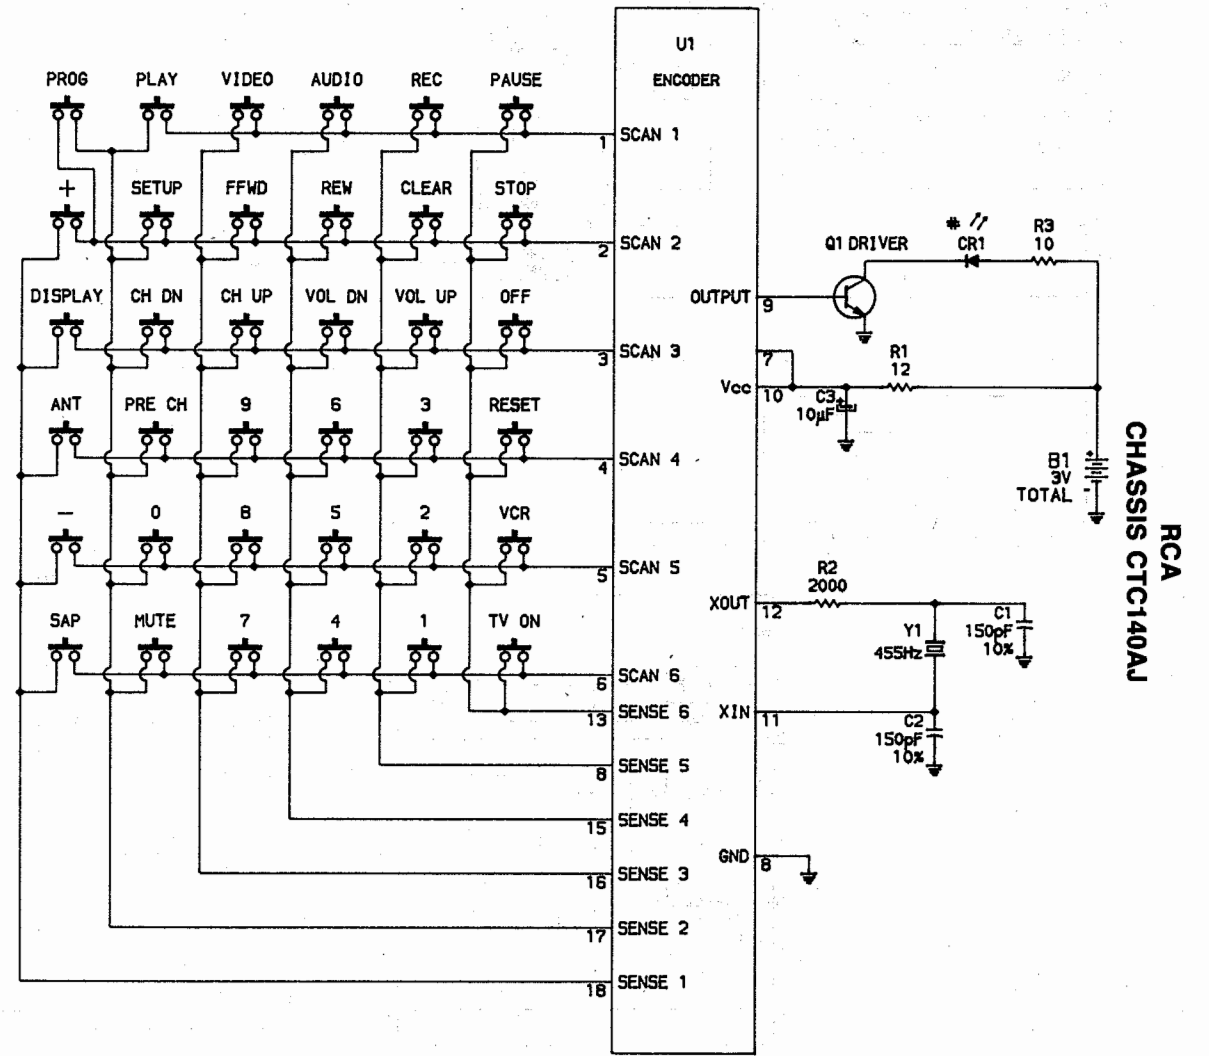 U1
ENCODER
PROG PLAY VIDEO AUDIO REC PAUSE
1 SCAN 1
+ SETUP FFWD REW CLEAR STOP
2 SCAN 2
DISPLAY CH DN CH UP VOL DN VOL UP OFF
3 SCAN 3
ANT PRE CH 9 6 3 RESET
4 SCAN 4
- 0 8 5 2 VCR
5 SCAN 5
SAP MUTE 7 4 1 TV ON
6 SCAN 6
13 SENSE 6
8 SENSE 5
15 SENSE 4
16 SENSE 3
17 SENSE 2
18 SENSE 1
OUTPUT 9
7
Vcc 10
XOUT 12
XIN 11
GND 8
Q1 DRIVER
*
CR1
R3
10
R1
12
C3
+
10µF
B1
3V
TOTAL
+
-
R2
2000
Y1
455Hz
C1
150pF
10%
C2
150pF
10%
RCA
CHASSIS CTC140AJ